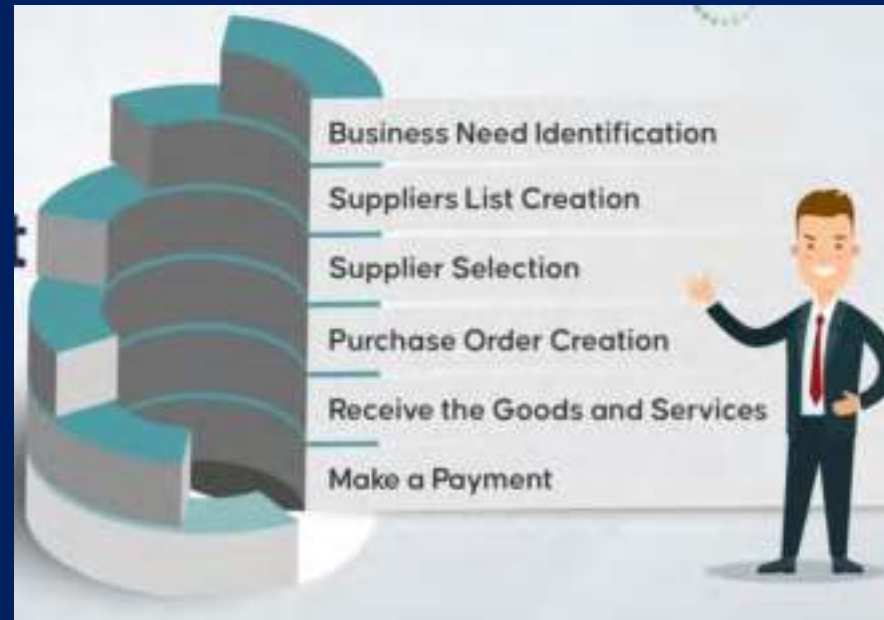 t
Business Need Identification
Suppliers List Creation
Supplier Selection
Purchase Order Creation
Receive the Goods and Services
Make a Payment